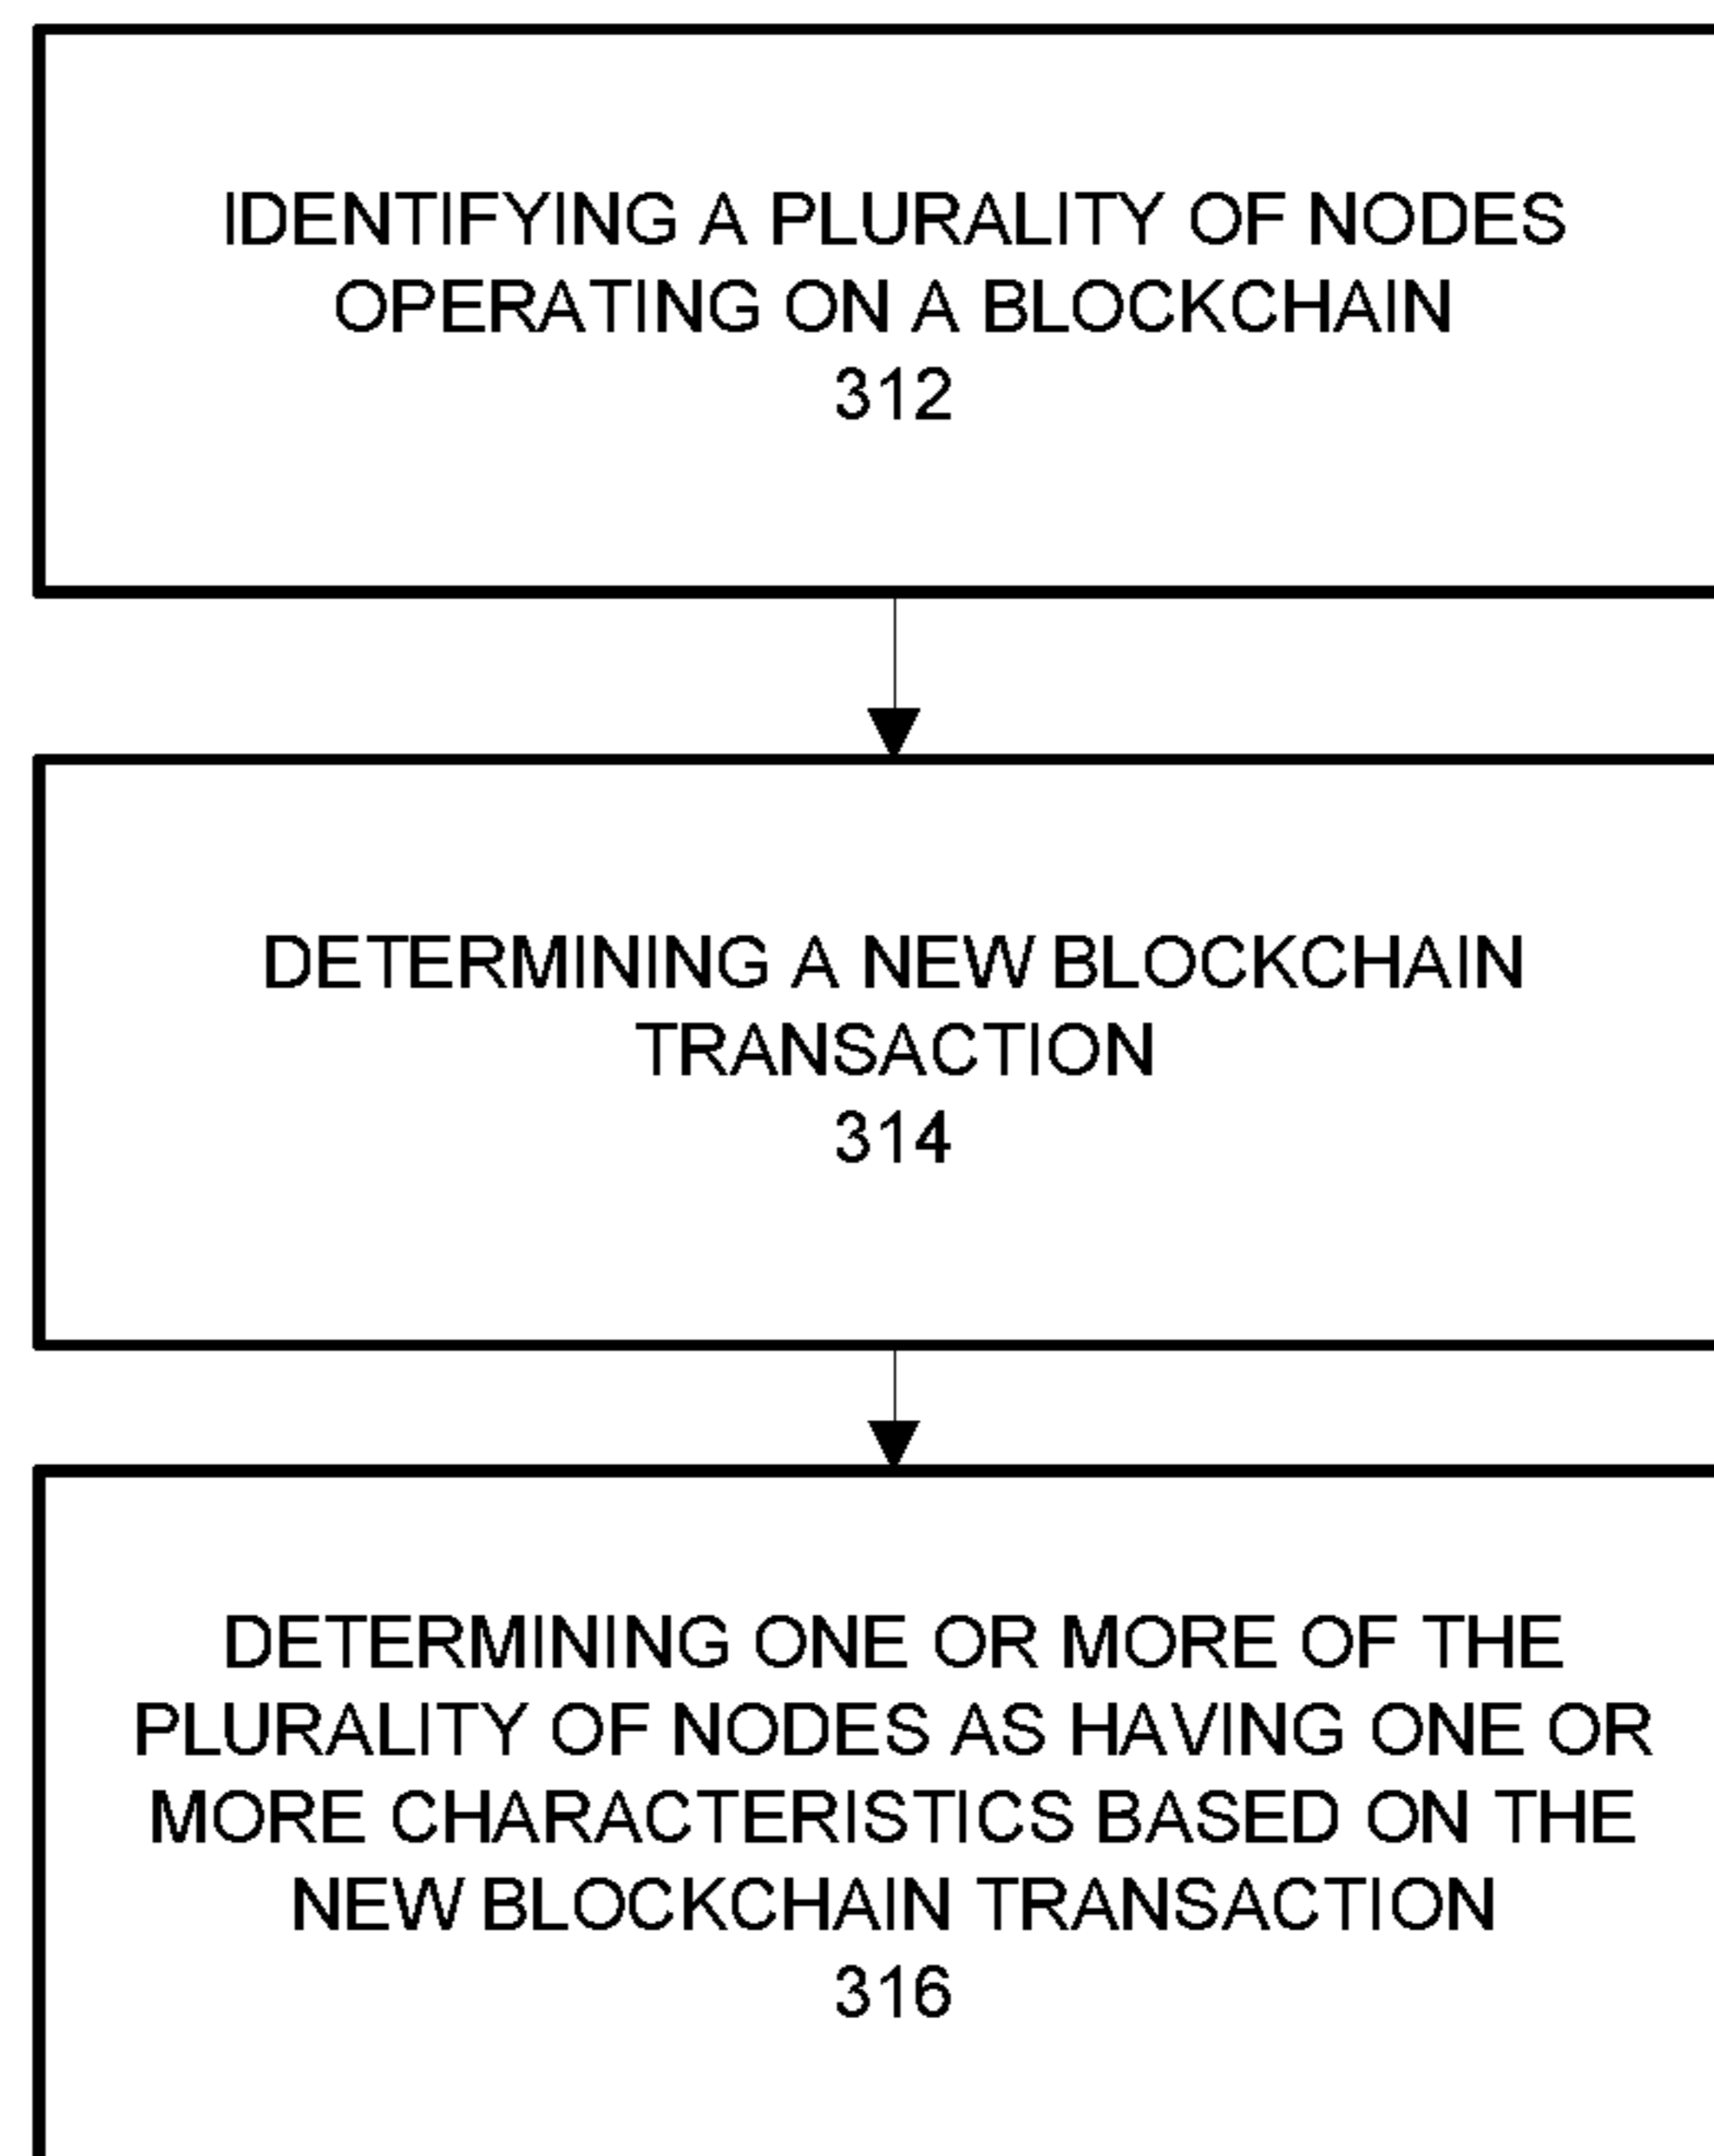 IDENTIFYING A PLURALITY OF NODES
OPERATING ON A BLOCKCHAIN
312
DETERMINING A NEW BLOCKCHAIN
TRANSACTION
314
DETERMINING ONE OR MORE OF THE
PLURALITY OF NODES AS HAVING ONE OR
MORE CHARACTERISTICS BASED ON THE
NEW BLOCKCHAIN TRANSACTION
316